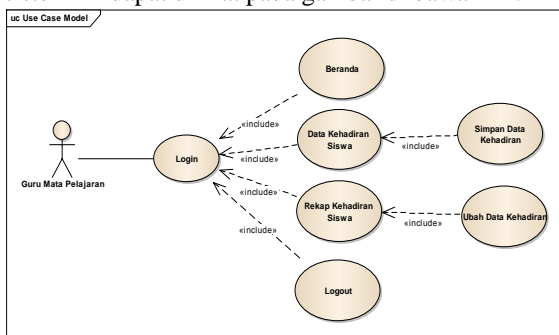 uc Use Case Model
Beranda
«include»
Data Kehadiran
Siswa
«include»
Simpan Data
Kehadiran
«include»
Login
Guru Mata Pelajaran
«include»
Rekap Kehadiran
Siswa
«include»
Ubah Data Kehadiran
«include»
Logout